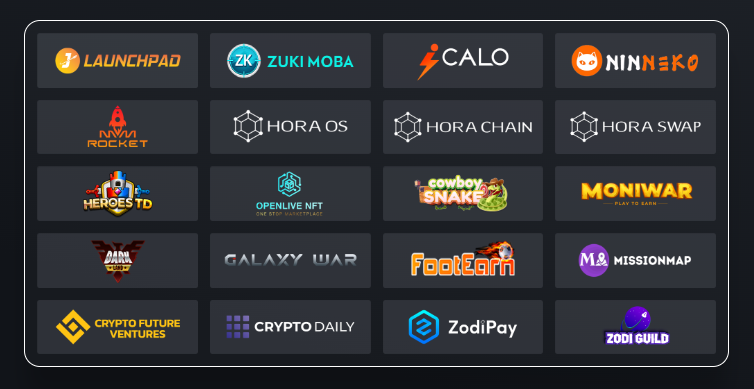 LAUNCHPAD
ZK ZUKI MOBA
CALO
NINNEKO
ROCKET
HORA OS
HORA CHAIN
HORA SWAP
HEROES TD
OPENLIVE NFT
ONE STOP MARKETPLACE
COWBOY
SNAKE
MONIWAR
PLAY TO EARN
DARK
LAND
GALAXY WAR
FootEarn
MISSIONMAP
CRYPTO FUTURE
VENTURES
CRYPTO DAILY
ZodiPay
ZODI GUILD